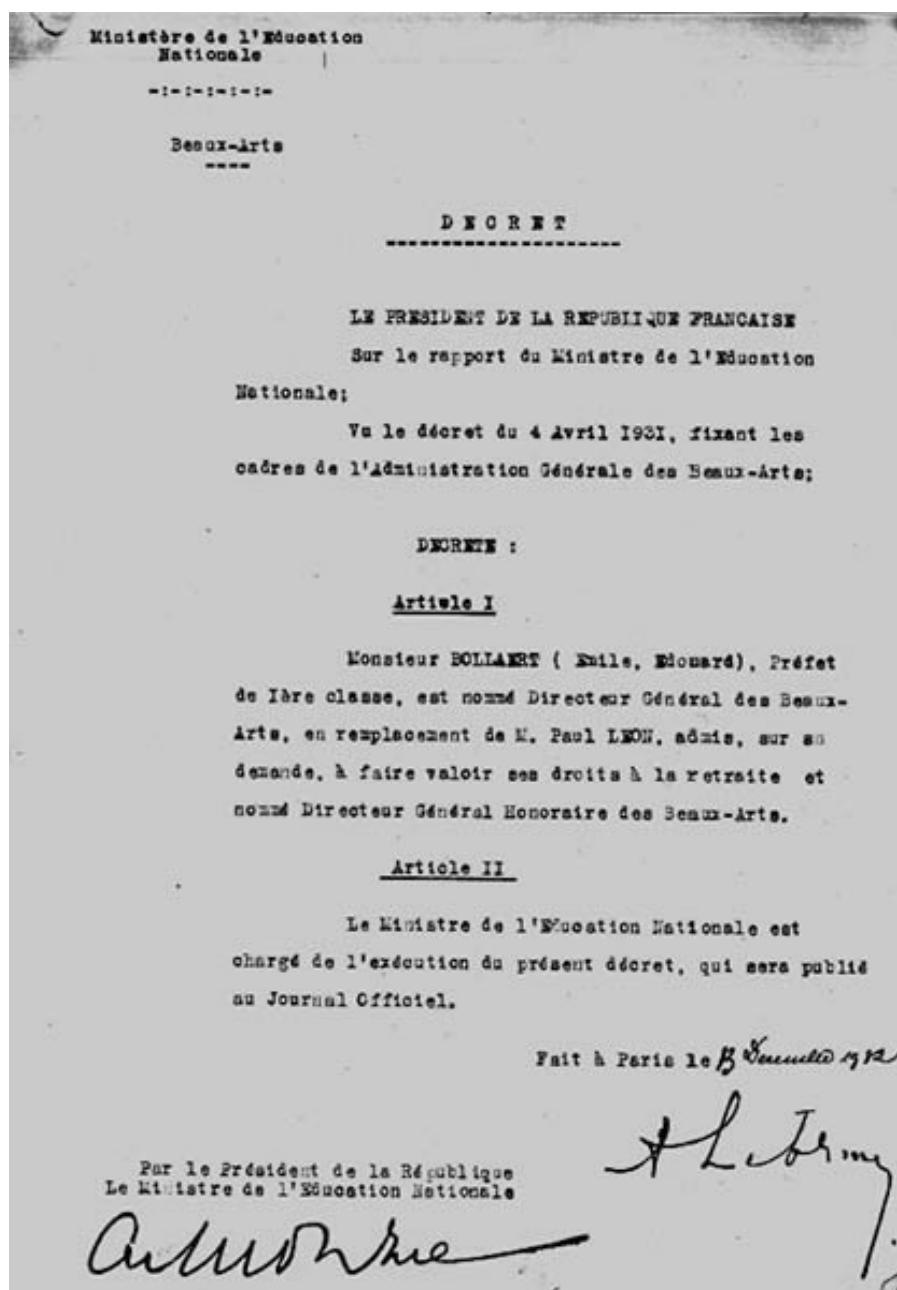 Ministère de l'Education
Nationale
-:-:-:-:-:-
Beaux-Arts
----
D E C R E T
LE PRESIDENT DE LA REPUBLIQUE FRANCAISE
Sur le rapport du Ministre de l'Education
Nationale;
Vu le décret du 4 Avril I93I, fixant les
cadres de l'Administration Générale des Beaux-Arts;
DECRETE :
Article I
Monsieur BOLLAERT ( Emile, Edouard), Préfet
de Ière classe, est nommé Directeur Général des Beaux-
Arts, en remplacement de M. Paul LEON, admis, sur sa
demande, à faire valoir ses droits à la retraite et
nommé Directeur Général Honoraire des Beaux-Arts.
Article II
Le Ministre de l'Education Nationale est
chargé de l'exécution du présent décret, qui sera publié
au Journal Officiel.
Fait à Paris le Décembre 1932
Par le Président de la République
Le Ministre de l'Education Nationale